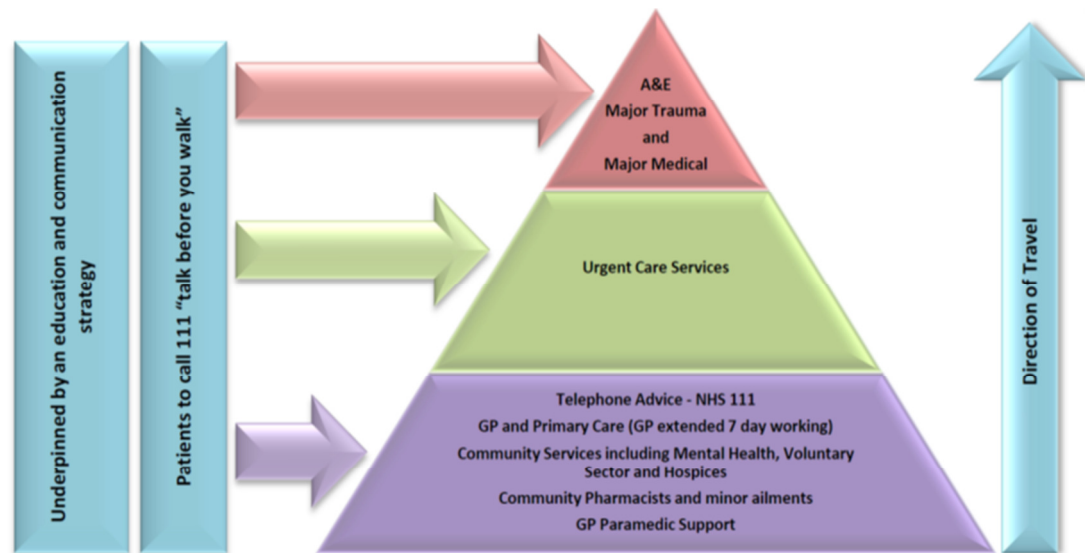 Underpinned by an education and communication
strategy
Patients to call 111 “talk before you walk”
A&E
Major Trauma
and
Major Medical
Urgent Care Services
Telephone Advice - NHS 111
GP and Primary Care (GP extended 7 day working)
Community Services including Mental Health, Voluntary
Sector and Hospices
Community Pharmacists and minor ailments
GP Paramedic Support
Direction of Travel